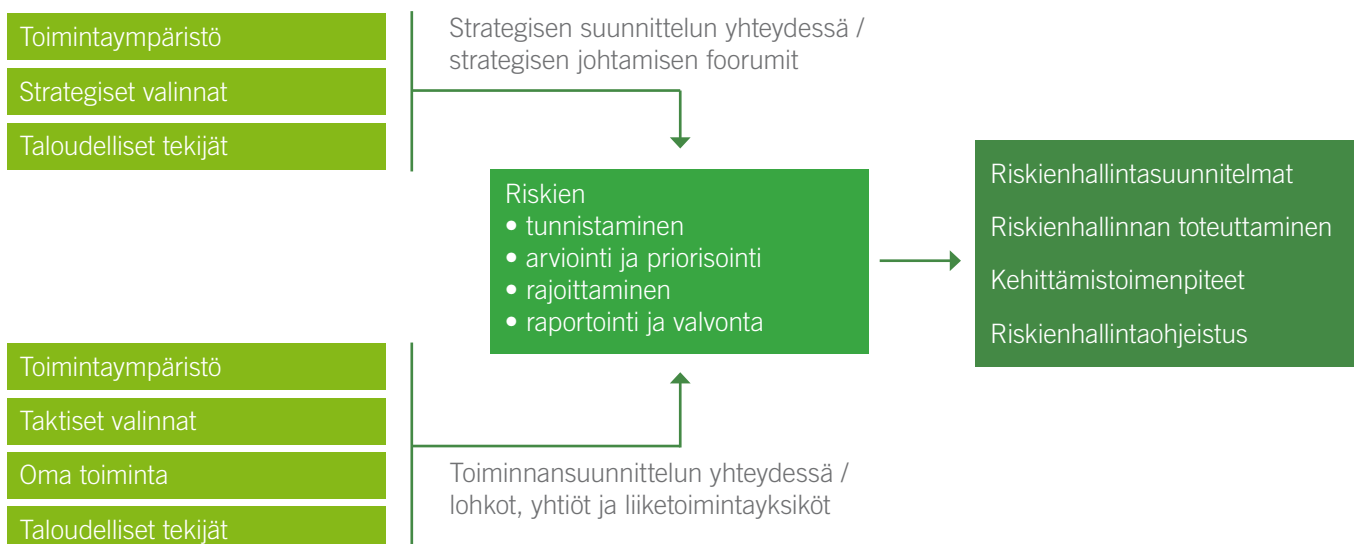 Toimintaympäristö
Strategiset valinnat
Taloudelliset tekijät
Strategisen suunnittelun yhteydessä /
strategisen johtamisen foorumit
Riskien
• tunnistaminen
• arviointi ja priorisointi
• rajoittaminen
• raportointi ja valvonta
Riskienhallintasuunnitelmat
Riskienhallinnan toteuttaminen
Kehittämistoimenpiteet
Riskienhallintaohjeistus
Toimintaympäristö
Taktiset valinnat
Oma toiminta
Taloudelliset tekijät
Toiminnansuunnittelun yhteydessä /
lohkot, yhtiöt ja liiketoimintayksiköt